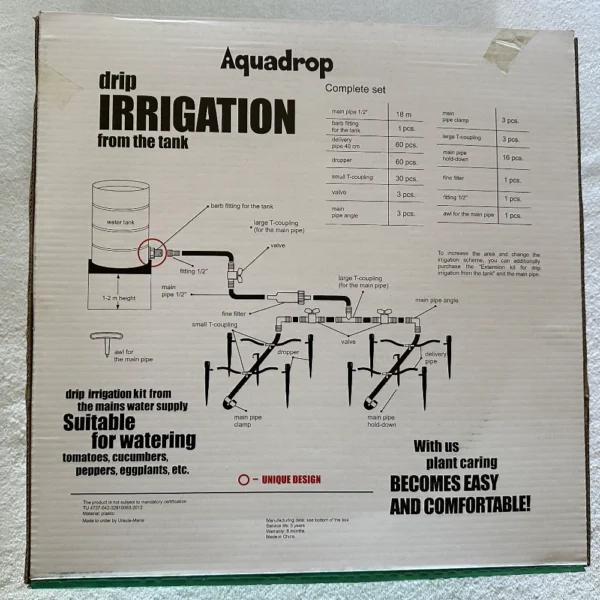 Aquadrop
drip
IRRIGATION
from the tank
Complete set
main pipe 1/2" 18 m
barb fitting
for the tank 1 pcs.
delivery
pipe 40 cm 60 pcs.
dropper 60 pcs.
small T-coupling 30 pcs.
valve 3 pcs.
main
pipe angle 3 pcs.
main
pipe clamp 3 pcs.
large T-coupling 3 pcs.
main pipe
hold-down 16 pcs.
fine filter 1 pcs.
fitting 1/2" 1 pcs.
awl for the main pipe 1 pcs.
To increase the area and change the
irrigation scheme, you can additionally
purchase the "Extension kit for drip
irrigation from the tank" and the main pipe.
water tank
barb fitting for the tank
large T-coupling
(for the main pipe)
valve
fitting 1/2"
1-2 m height
main
pipe 1/2"
fine filter
large T-coupling
(for the main pipe)
main pipe angle
small T-coupling
awl for
the main pipe
dropper
valve
delivery
pipe
main pipe
clamp
main pipe
hold-down
drip irrigation kit from
the mains water supply
Suitable
for watering
tomatoes, cucumbers,
peppers, eggplants, etc.
– UNIQUE DESIGN
With us
plant caring
BECOMES EASY
AND COMFORTABLE!
The product is not subject to mandatory certification
Material: plastic
Made to order by
Manufacturing date: see bottom of the box
Service life: 3 years
Warranty: 6 months
Made in China.